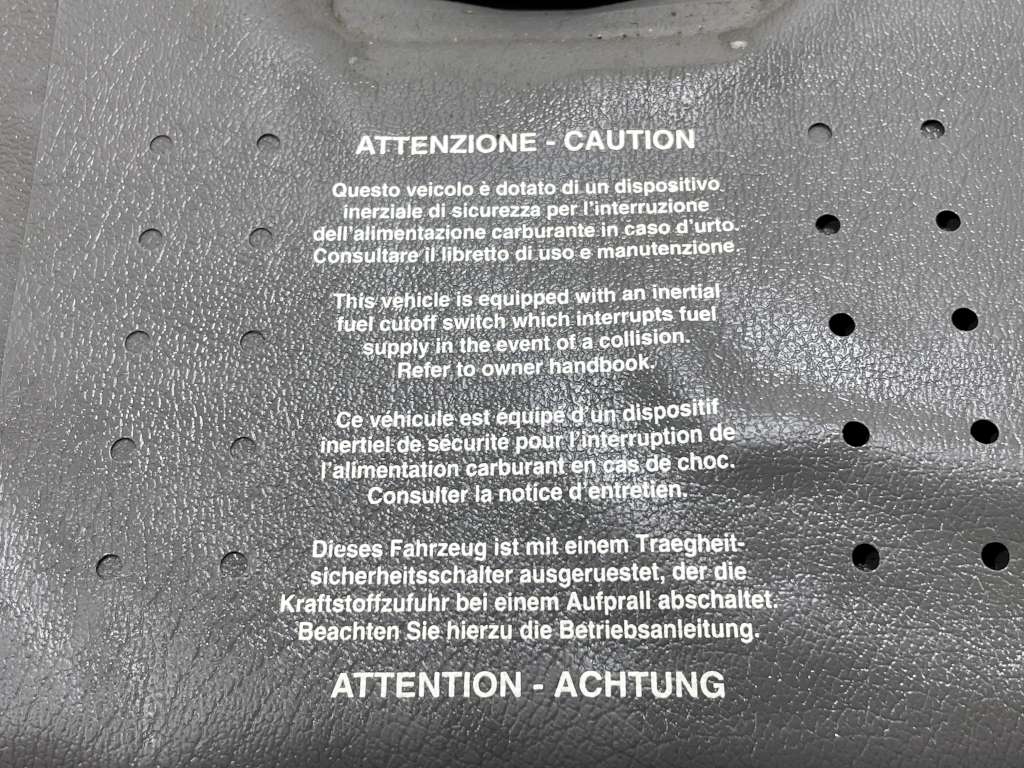 ATTENZIONE - CAUTION
Questo veicolo è dotato di un dispositivo
inerziale di sicurezza per l'interruzione
dell'alimentazione carburante in caso d'urto.
Consultare il libretto di uso e manutenzione.
This vehicle is equipped with an inertial
fuel cutoff switch which interrupts fuel
supply in the event of a collision.
Refer to owner handbook.
Ce véhicule est équipé d'un dispositif
inertiel de sécurité pour l'interruption de
l'alimentation carburant en cas de choc.
Consulter la notice d'entretien.
Dieses Fahrzeug ist mit einem Traegheit-
sicherheitsschalter ausgeruestet, der die
Kraftstoffzufuhr bei einem Aufprall abschaltet.
Beachten Sie hierzu die Betriebsanleitung.
ATTENTION - ACHTUNG